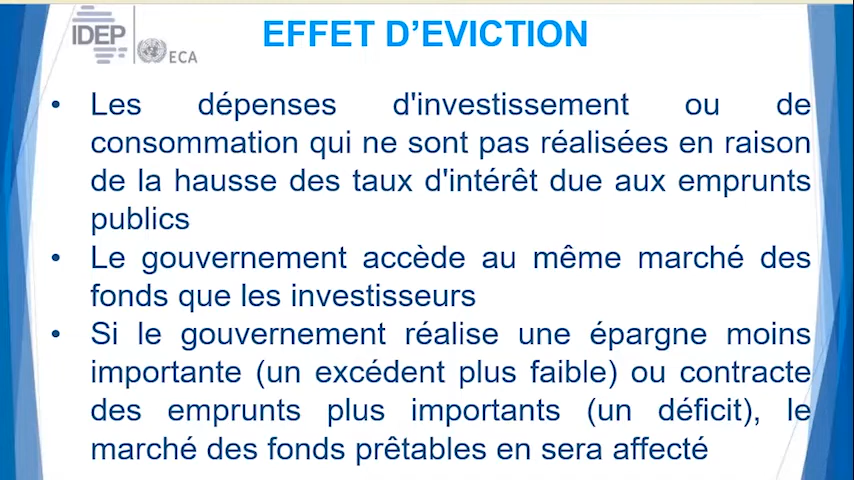 IDEP
ECA
EFFET D’EVICTION
• Les dépenses d'investissement ou de
consommation qui ne sont pas réalisées en raison
de la hausse des taux d'intérêt due aux emprunts
publics
• Le gouvernement accède au même marché des
fonds que les investisseurs
• Si le gouvernement réalise une épargne moins
importante (un excédent plus faible) ou contracte
des emprunts plus importants (un déficit), le
marché des fonds prêtables en sera affecté